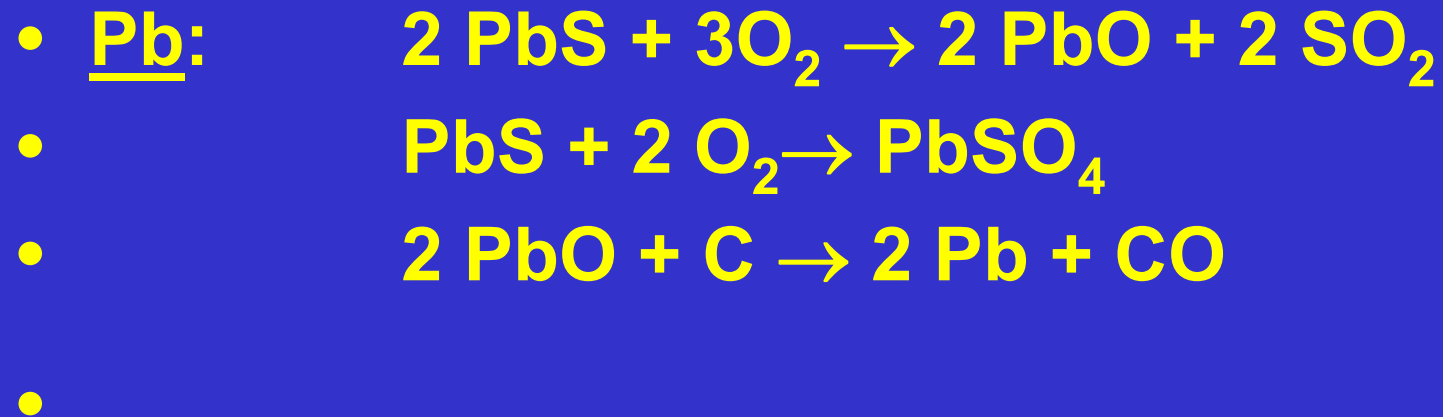 • Pb: 2 PbS + 3O₂ → 2 PbO + 2 SO₂
• PbS + 2 O₂→ PbSO₄
• 2 PbO + C → 2 Pb + CO
•